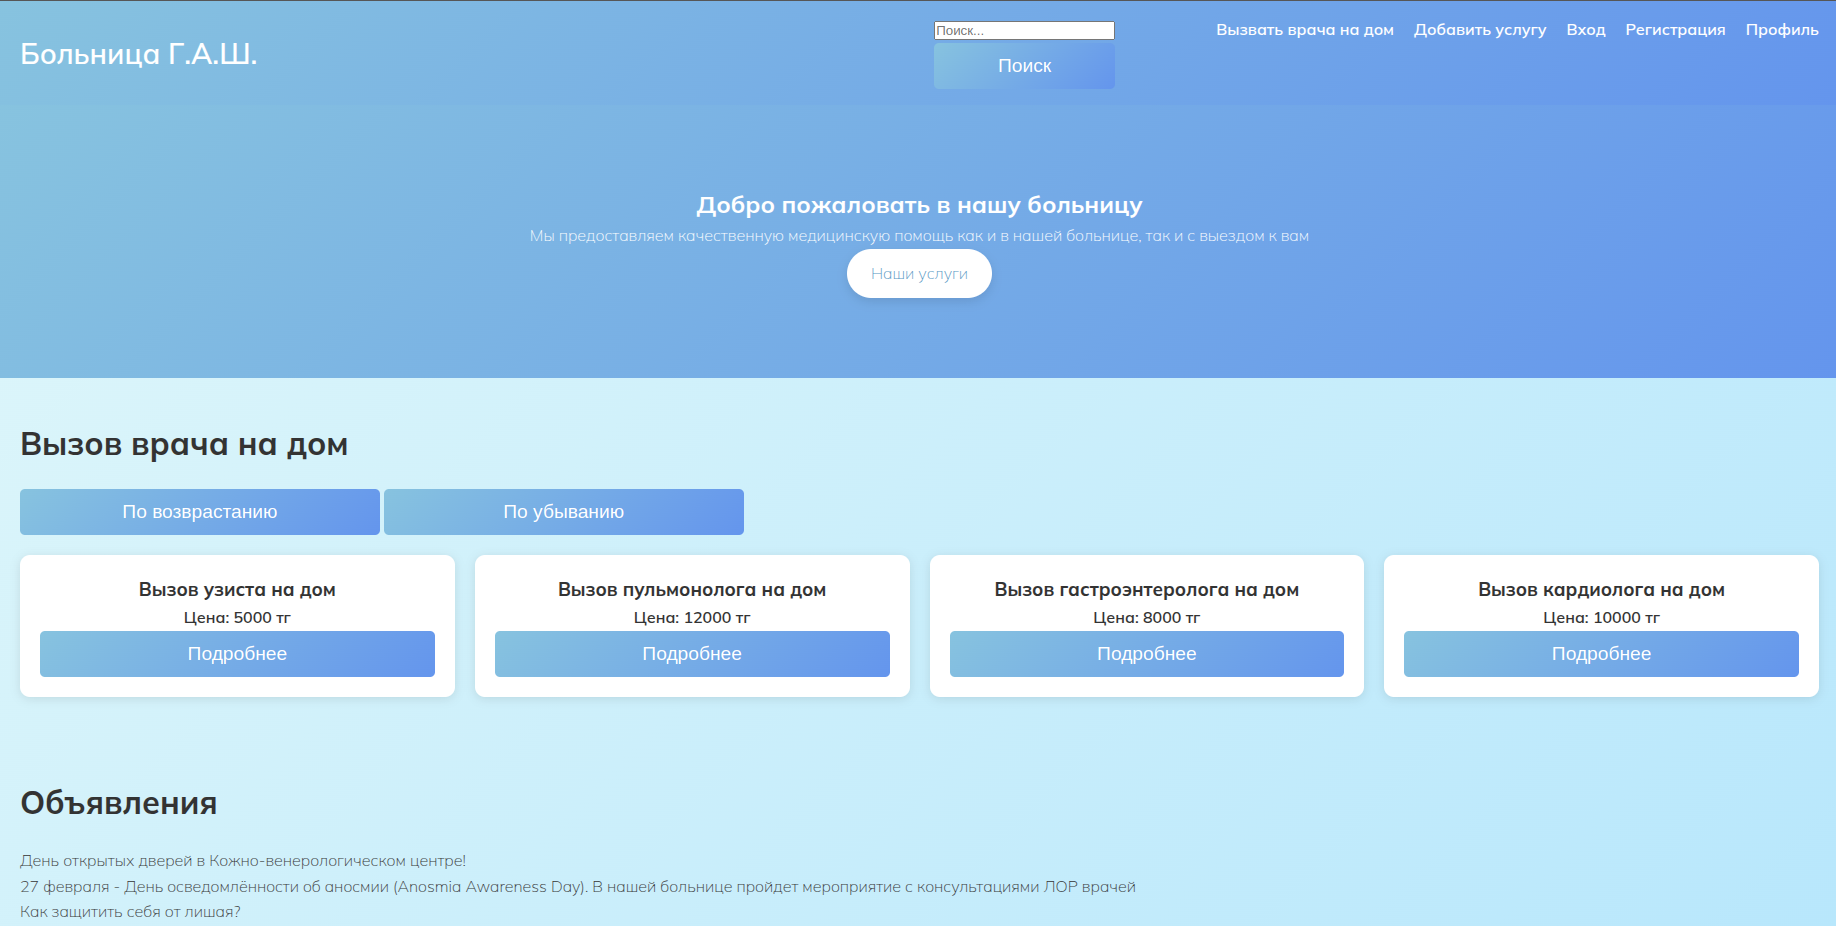 Больница Г.А.Ш.
Поиск...
Поиск
Вызвать врача на дом Добавить услугу Вход Регистрация Профиль
Добро пожаловать в нашу больницу
Мы предоставляем качественную медицинскую помощь как и в нашей больнице, так и с выездом к вам
Наши услуги
Вызов врача на дом
По возврастанию По убыванию
Вызов узиста на дом
Цена: 5000 тг
Подробнее
Вызов пульмонолога на дом
Цена: 12000 тг
Подробнее
Вызов гастроэнтеролога на дом
Цена: 8000 тг
Подробнее
Вызов кардиолога на дом
Цена: 10000 тг
Подробнее
Объявления
День открытых дверей в Кожно-венерологическом центре!
27 февраля - День осведомлённости об аносмии (Anosmia Awareness Day). В нашей больнице пройдет мероприятие с консультациями ЛОР врачей
Как защитить себя от лишая?